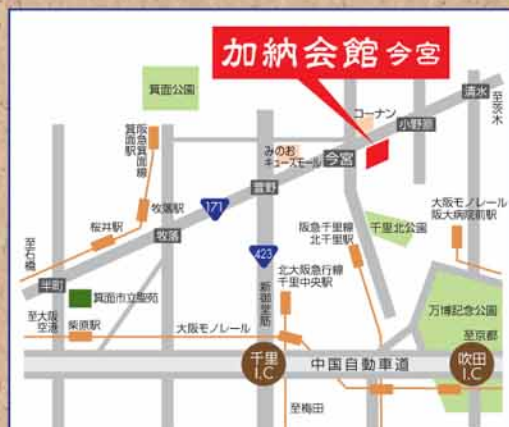 加納会館 今宮
箕面公園
コーナン
清水
至茨木
小野原
阪急箕面線
箕面駅
みのお
キューズモール
今宮
萱野
171
牧落駅
桜井駅
牧落
阪急千里線
北千里駅
千里北公園
大阪モノレール
阪大病院前駅
至石橋
半町
423
箕面市立聖苑
新御堂筋
北大阪急行線
千里中央駅
万博記念公園
至大阪
空港
柴原駅
大阪モノレール
至京都
千里
I.C
中国自動車道
吹田
I.C
至梅田